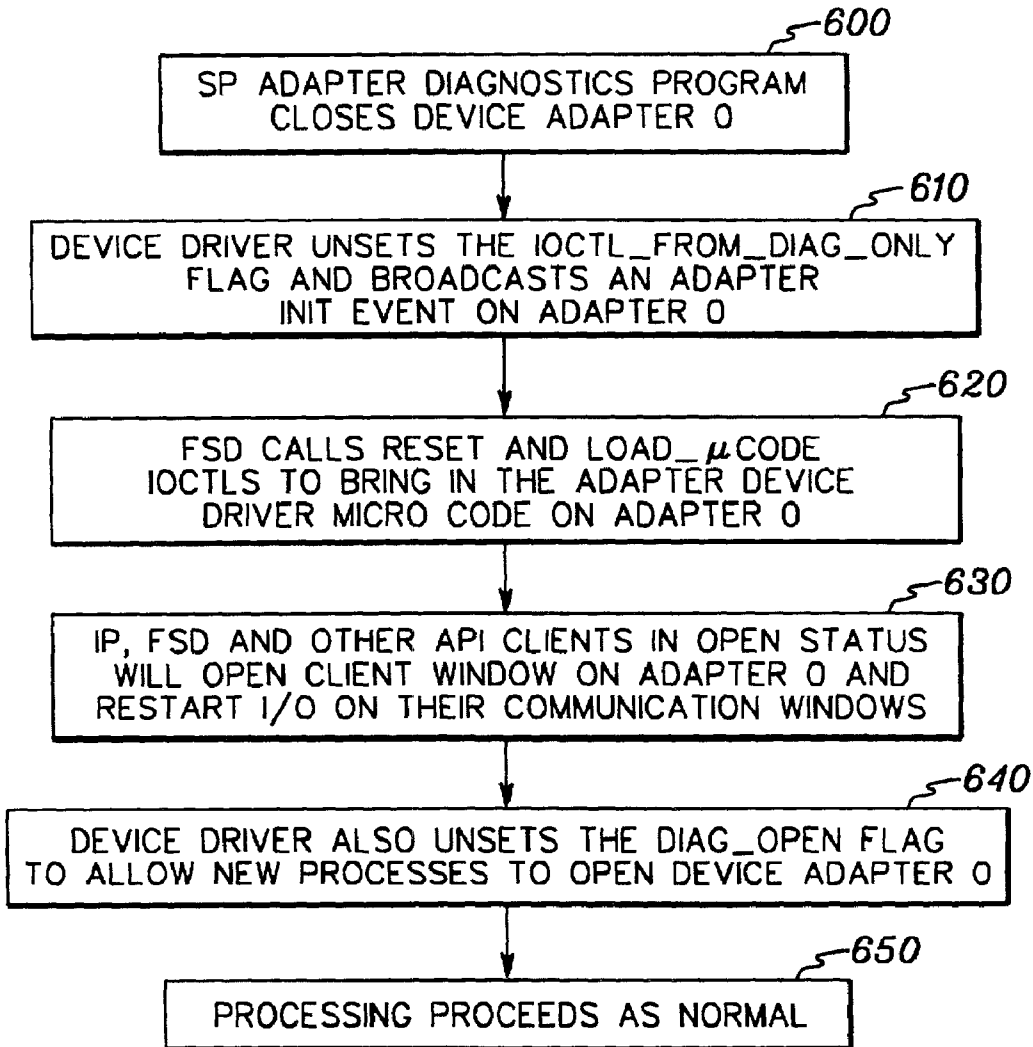 600
SP ADAPTER DIAGNOSTICS PROGRAM
CLOSES DEVICE ADAPTER 0
610
DEVICE DRIVER UNSETS THE IOCTL_FROM_DIAG_ONLY
FLAG AND BROADCASTS AN ADAPTER
INIT EVENT ON ADAPTER 0
620
FSD CALLS RESET AND LOAD_μCODE
IOCTLS TO BRING IN THE ADAPTER DEVICE
DRIVER MICRO CODE ON ADAPTER 0
630
IP, FSD AND OTHER API CLIENTS IN OPEN STATUS
WILL OPEN CLIENT WINDOW ON ADAPTER 0 AND
RESTART I/O ON THEIR COMMUNICATION WINDOWS
640
DEVICE DRIVER ALSO UNSETS THE DIAG_OPEN FLAG
TO ALLOW NEW PROCESSES TO OPEN DEVICE ADAPTER 0
650
PROCESSING PROCEEDS AS NORMAL